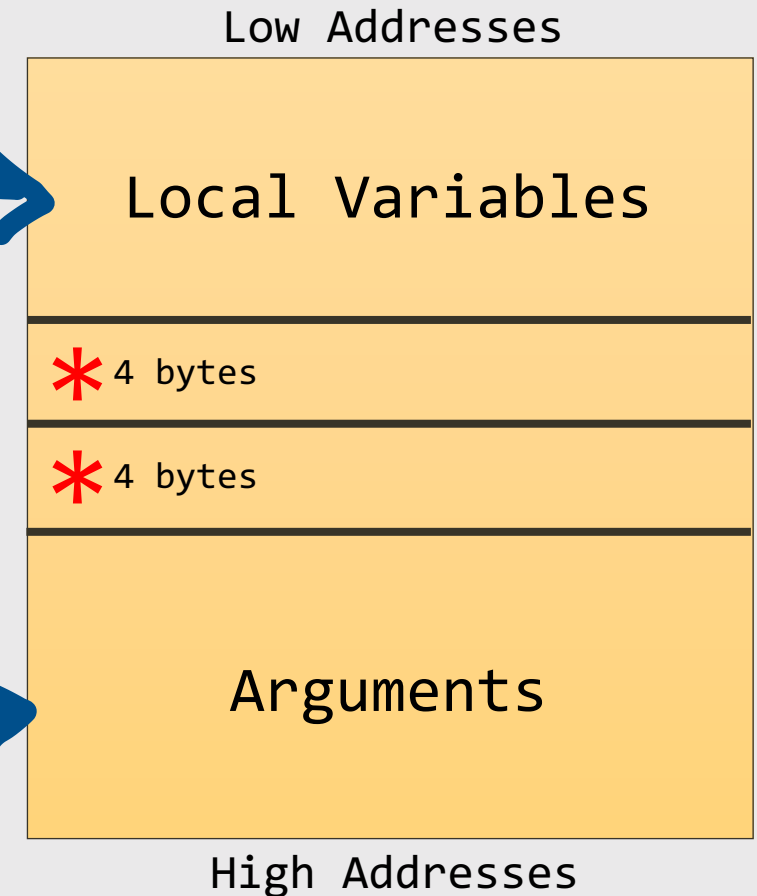 Low Addresses
Local Variables
* 4 bytes
* 4 bytes
Arguments
High Addresses